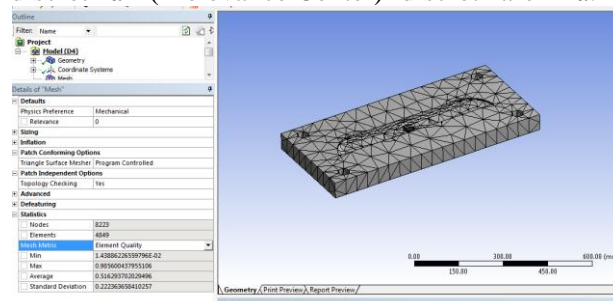 Outline
Filter: Name
Project
Model (D4)
Geometry
Coordinate Systems
Mesh
Details of "Mesh"
Defaults
Physics Preference Mechanical
Relevance 0
Sizing
Inflation
Patch Conforming Options
Triangle Surface Mesher Program Controlled
Patch Independent Options
Topology Checking Yes
Advanced
Defeaturing
Statistics
Nodes 8223
Elements 4849
Mesh Metric Element Quality
Min 1.43886226559796E-02
Max 0.985600437955106
Average 0.516293702029496
Standard Deviation 0.222363658410257
0.00 300.00 600.00 (m
150.00 450.00
Geometry Print Preview Report Preview